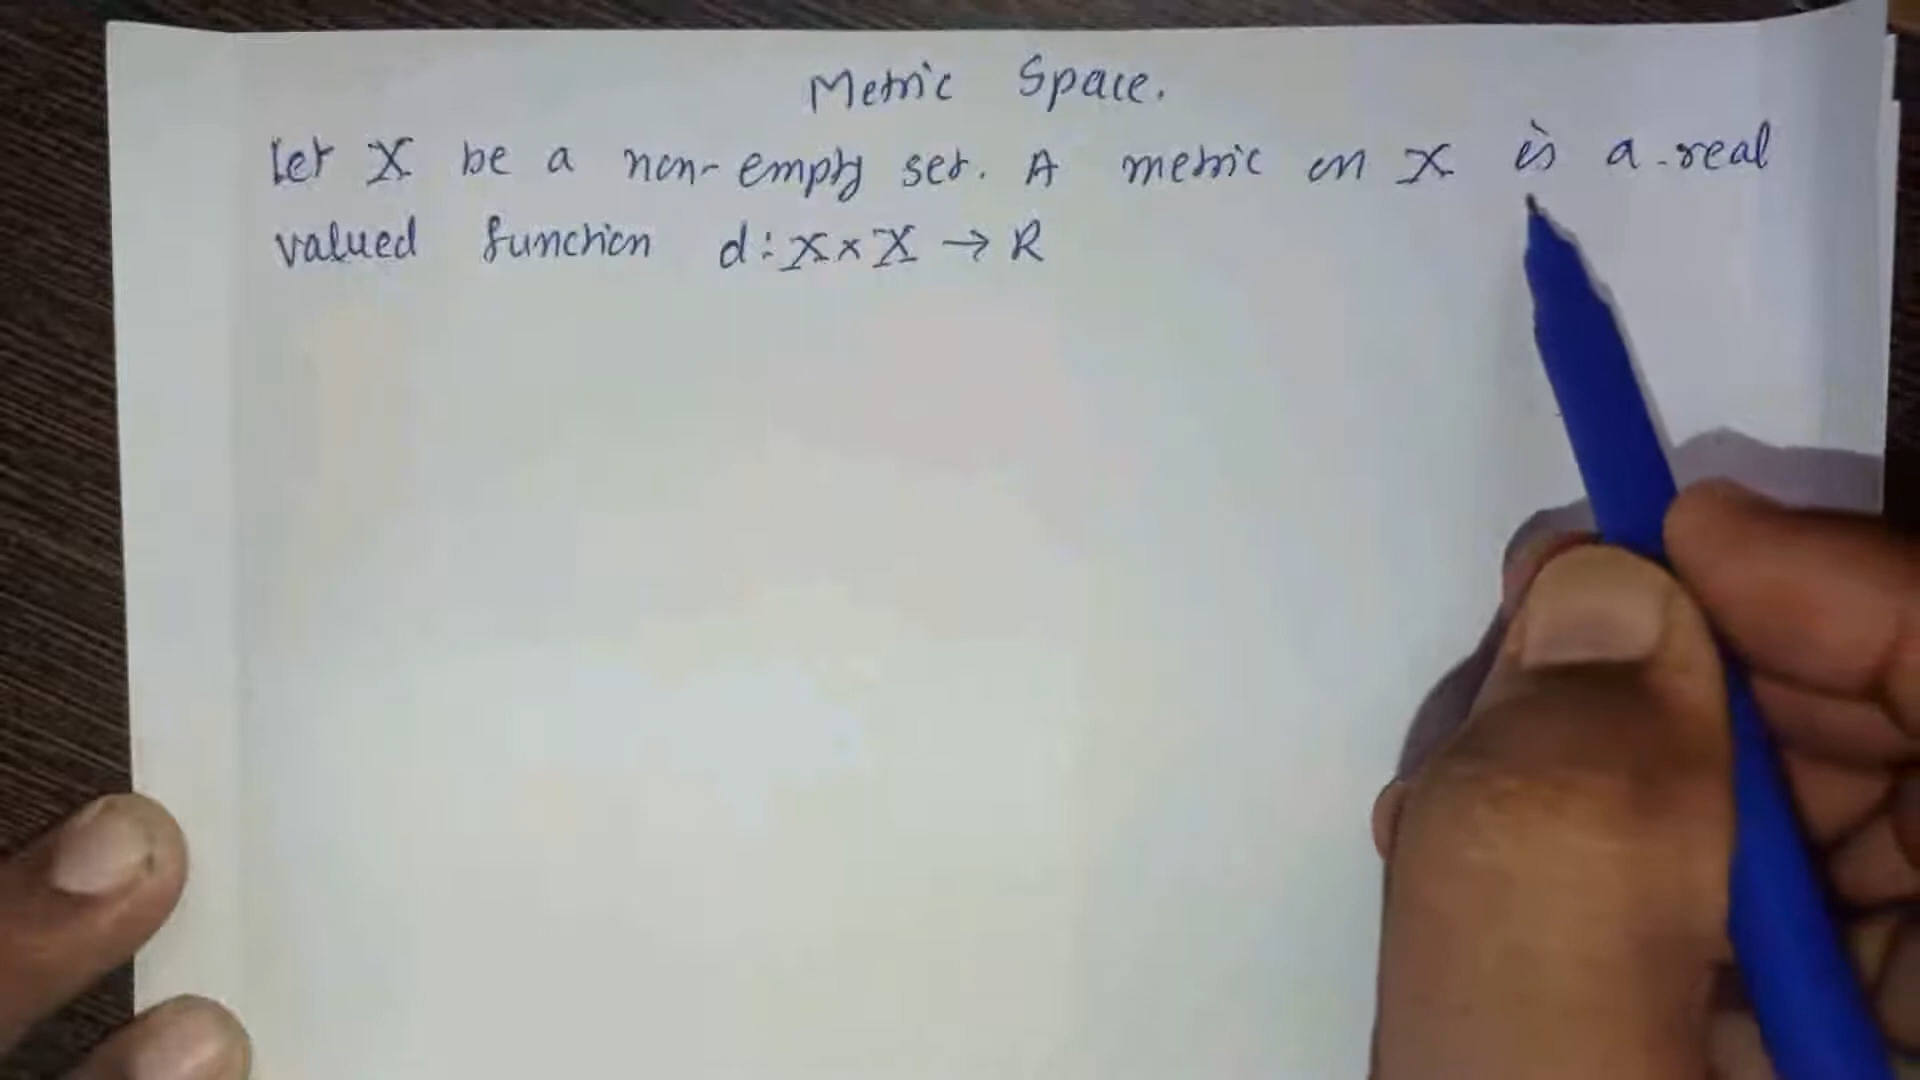 Metric Space.
Let X be a non-empty set. A metric on X is a real
valued function d: X × X → R